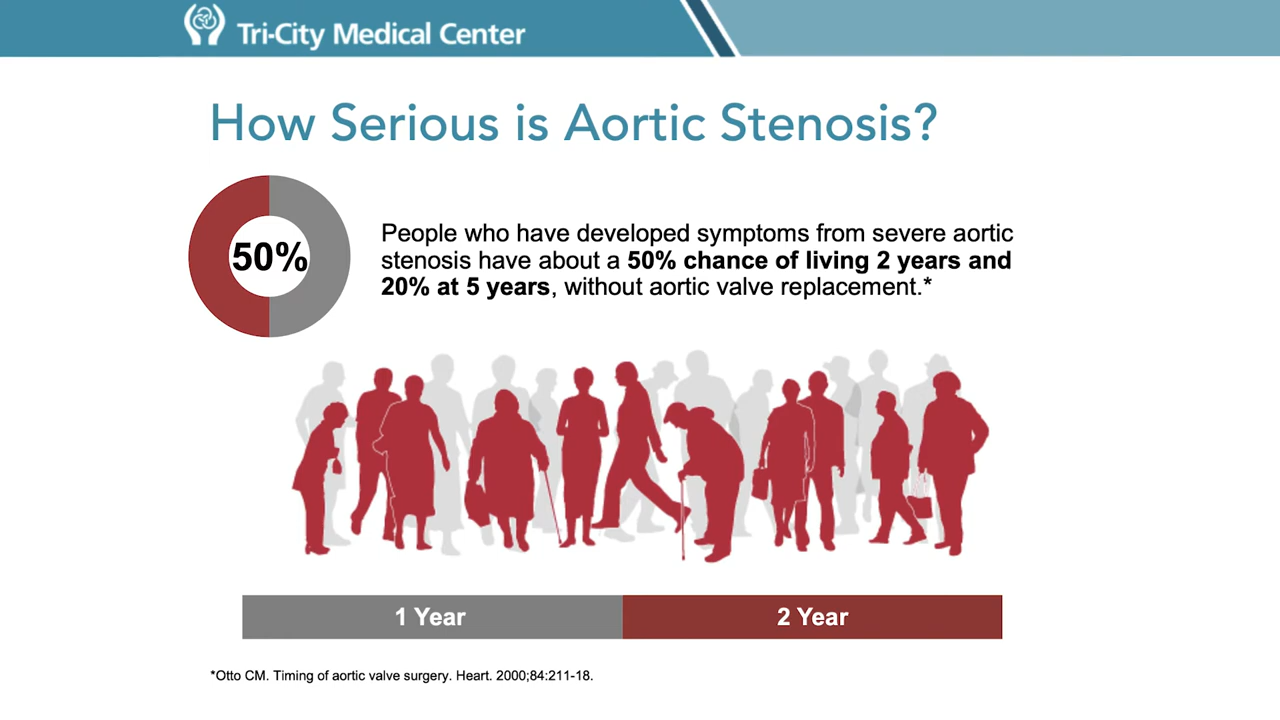 Tri-City Medical Center
How Serious is Aortic Stenosis?
50%
People who have developed symptoms from severe aortic
stenosis have about a 50% chance of living 2 years and
20% at 5 years, without aortic valve replacement.*
1 Year
2 Year
*Otto CM. Timing of aortic valve surgery. Heart. 2000;84:211-18.